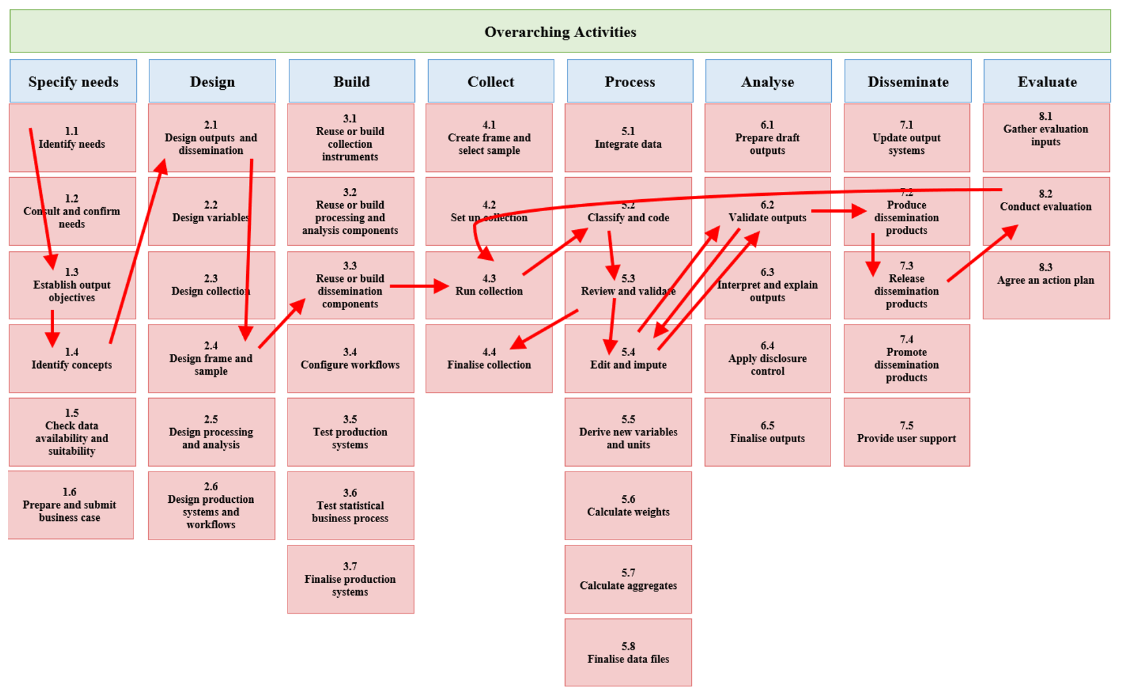 Overarching Activities
Specify needs
Design
Build
Collect
Process
Analyse
Disseminate
Evaluate
1.1
Identify needs
1.2
Consult and confirm
needs
1.3
Establish output
objectives
1.4
Identify concepts
1.5
Check data
availability and
suitability
1.6
Prepare and submit
business case
2.1
Design outputs and
dissemination
2.2
Design variables
2.3
Design collection
2.4
Design frame and
sample
2.5
Design processing
and analysis
2.6
Design production
systems and
workflows
3.1
Reuse or build
collection
instruments
3.2
Reuse or build
processing and
analysis components
3.3
Reuse or build
dissemination
components
3.4
Configure workflows
3.5
Test production
systems
3.6
Test statistical
business process
3.7
Finalise production
systems
4.1
Create frame and
select sample
4.2
Set up collection
4.3
Run collection
4.4
Finalise collection
5.1
Integrate data
5.2
Classify and code
5.3
Review and validate
5.4
Edit and impute
5.5
Derive new variables
and units
5.6
Calculate weights
5.7
Calculate aggregates
5.8
Finalise data files
6.1
Prepare draft
outputs
6.2
Validate outputs
6.3
Interpret and explain
outputs
6.4
Apply disclosure
control
6.5
Finalise outputs
7.1
Update output
systems
7.2
Produce
dissemination
products
7.3
Release
dissemination
products
7.4
Promote
dissemination
products
7.5
Provide user support
8.1
Gather evaluation
inputs
8.2
Conduct evaluation
8.3
Agree an action plan